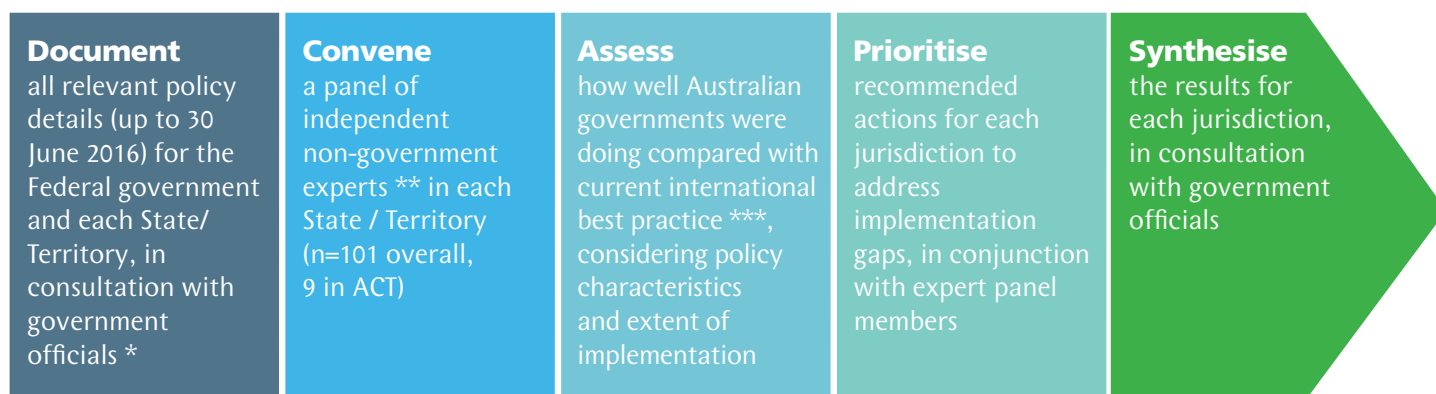 Document
all relevant policy
details (up to 30
June 2016) for the
Federal government
and each State/
Territory, in
consultation with
government
officials *
Convene
a panel of
independent
non-government
experts ** in each
State / Territory
(n=101 overall,
9 in ACT)
Assess
how well Australian
governments were
doing compared with
current international
best practice ***,
considering policy
characteristics
and extent of
implementation
Prioritise
recommended
actions for each
jurisdiction to
address
implementation
gaps, in conjunction
with expert panel
members
Synthesise
the results for
each jurisdiction,
in consultation
with government
officials